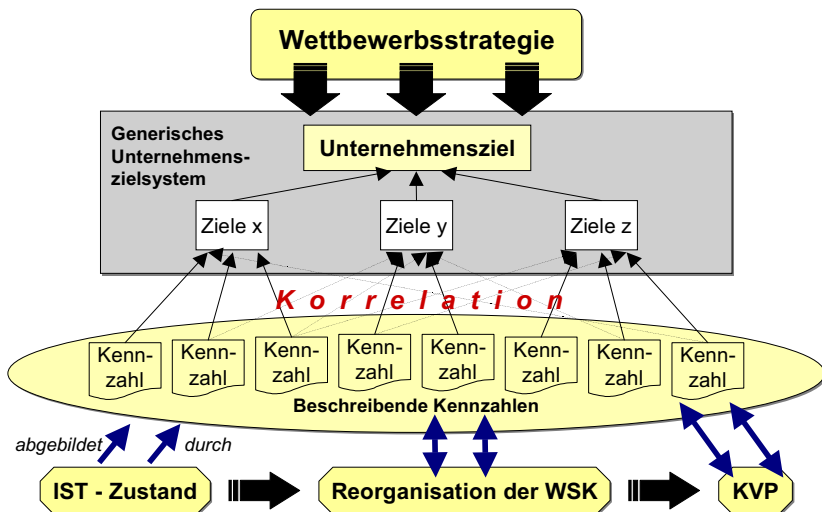 Wettbewerbsstrategie
Generisches
Unternehmens-
zielsystem
Unternehmensziel
Ziele x
Ziele y
Ziele z
Korrelation
Kenn-
zahl
Kenn-
zahl
Kenn-
zahl
Kenn-
zahl
Kenn-
zahl
Kenn-
zahl
Kenn-
zahl
Kenn-
zahl
Beschreibende Kennzahlen
abgebildet
durch
IST - Zustand
Reorganisation der WSK
KVP